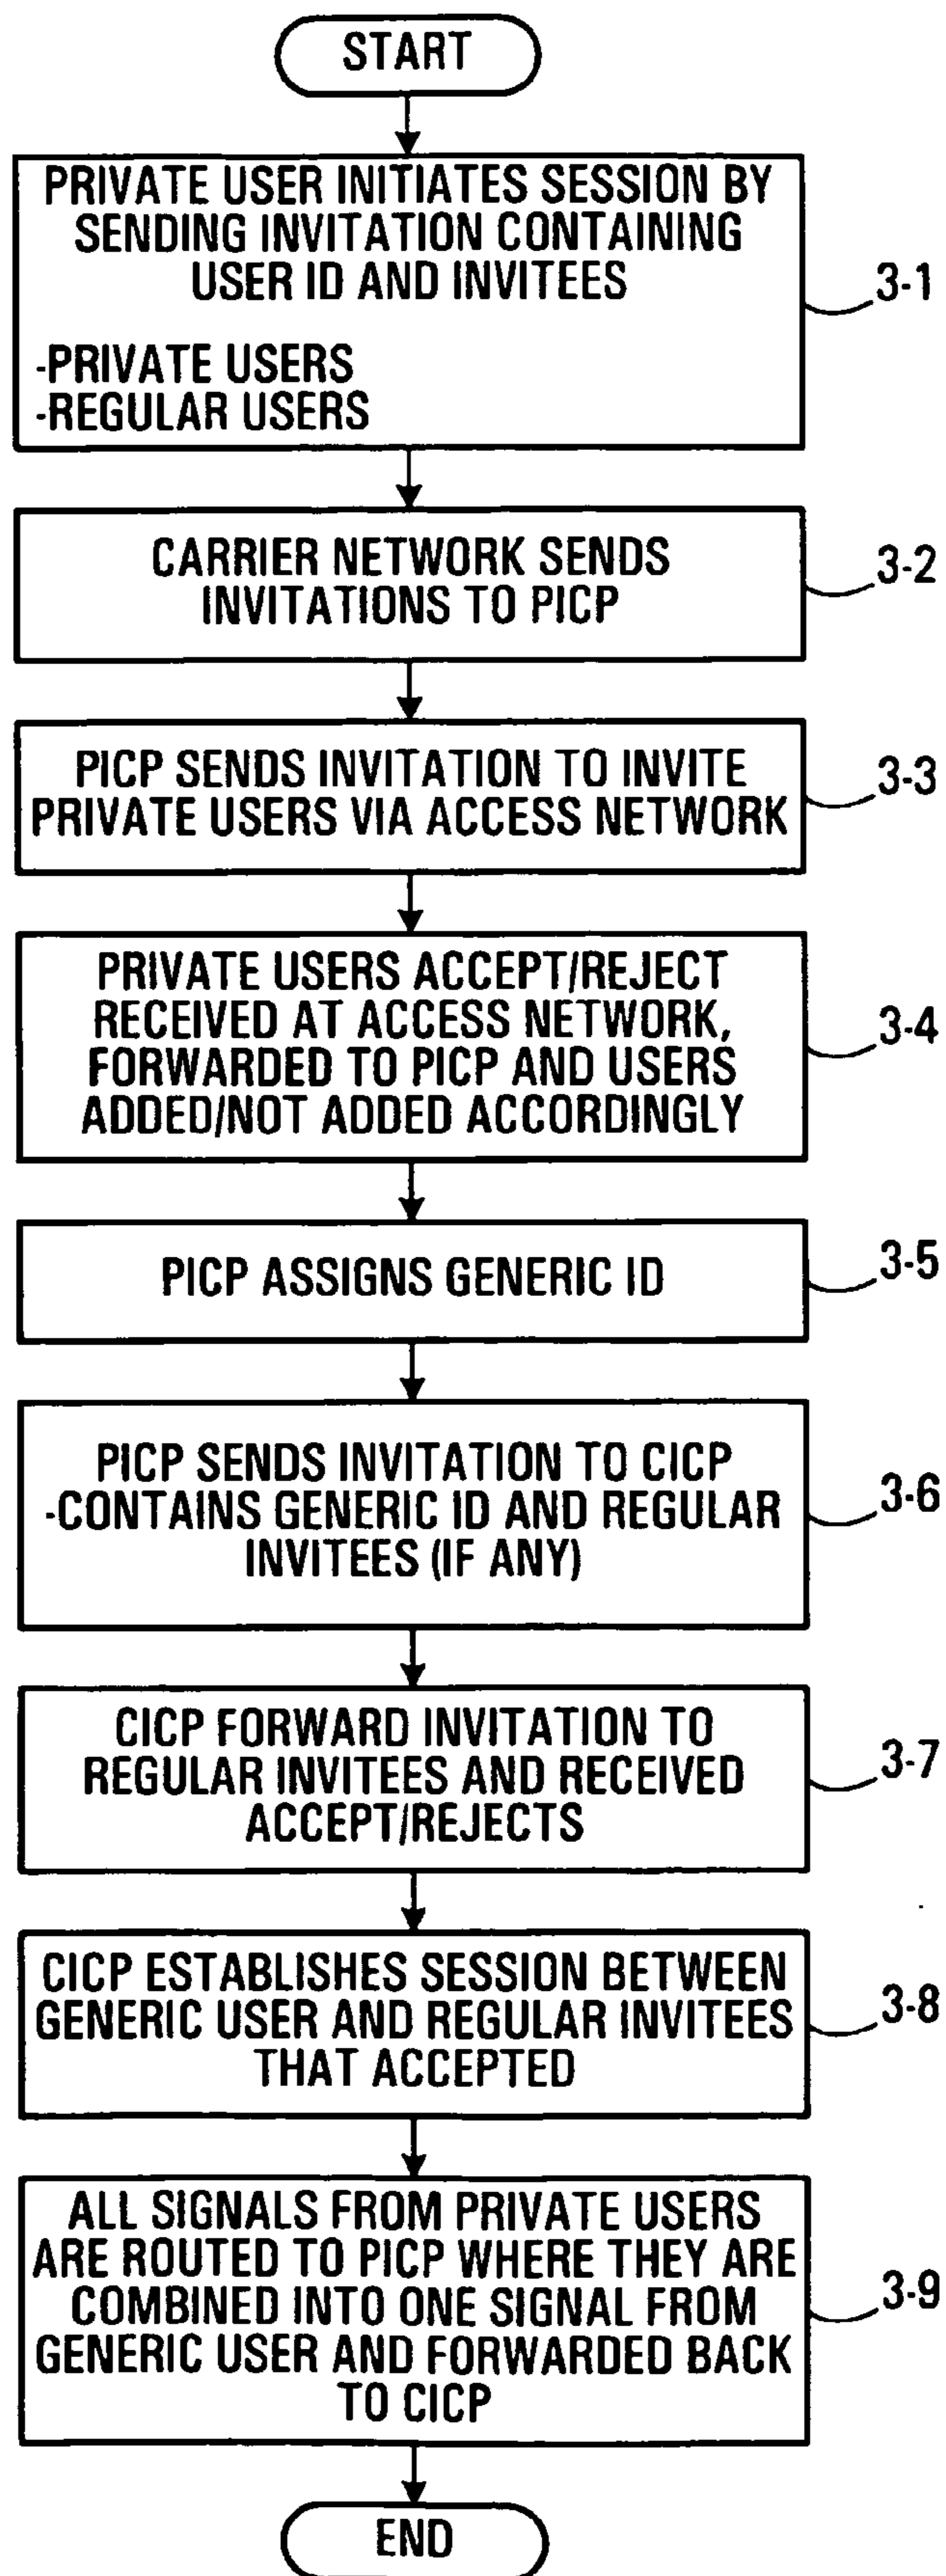 START
PRIVATE USER INITIATES SESSION BY
SENDING INVITATION CONTAINING
USER ID AND INVITEES
-PRIVATE USERS
-REGULAR USERS
3-1
CARRIER NETWORK SENDS
INVITATIONS TO PICP
3-2
PICP SENDS INVITATION TO INVITE
PRIVATE USERS VIA ACCESS NETWORK
3-3
PRIVATE USERS ACCEPT/REJECT
RECEIVED AT ACCESS NETWORK,
FORWARDED TO PICP AND USERS
ADDED/NOT ADDED ACCORDINGLY
3-4
PICP ASSIGNS GENERIC ID
3-5
PICP SENDS INVITATION TO CICP
-CONTAINS GENERIC ID AND REGULAR
INVITEES (IF ANY)
3-6
CICP FORWARD INVITATION TO
REGULAR INVITEES AND RECEIVED
ACCEPT/REJECTS
3-7
CICP ESTABLISHES SESSION BETWEEN
GENERIC USER AND REGULAR INVITEES
THAT ACCEPTED
3-8
ALL SIGNALS FROM PRIVATE USERS
ARE ROUTED TO PICP WHERE THEY ARE
COMBINED INTO ONE SIGNAL FROM
GENERIC USER AND FORWARDED BACK
TO CICP
3-9
END